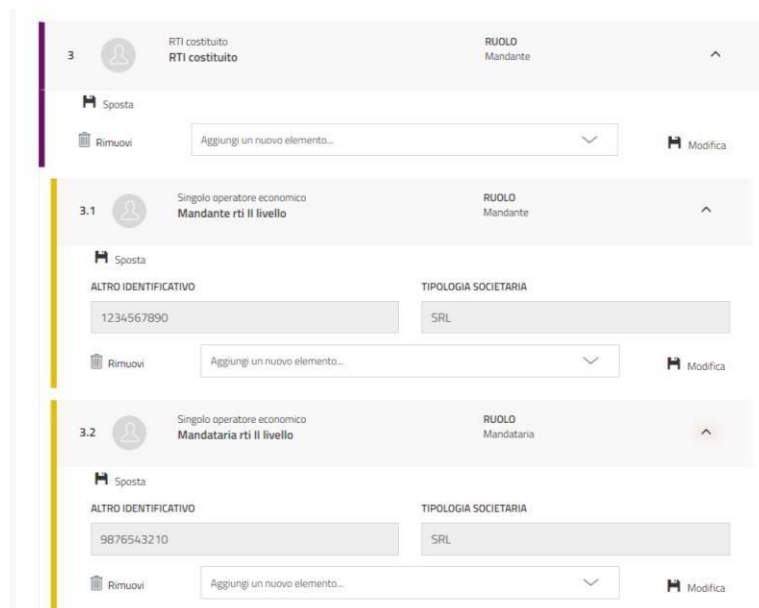 RTI costituito RUOLO
3 RTI costituito Mandante
Sposta
Rimuovi Aggiungi un nuovo elemento... Modifica
Singolo operatore economico RUOLO
3.1 Mandante rti II livello Mandante
Sposta
ALTRO IDENTIFICATIVO TIPOLOGIA SOCIETARIA
1234567890 SRL
Rimuovi Aggiungi un nuovo elemento... Modifica
Singolo operatore economico RUOLO
3.2 Mandataria rti II livello Mandataria
Sposta
ALTRO IDENTIFICATIVO TIPOLOGIA SOCIETARIA
9876543210 SRL
Rimuovi Aggiungi un nuovo elemento... Modifica